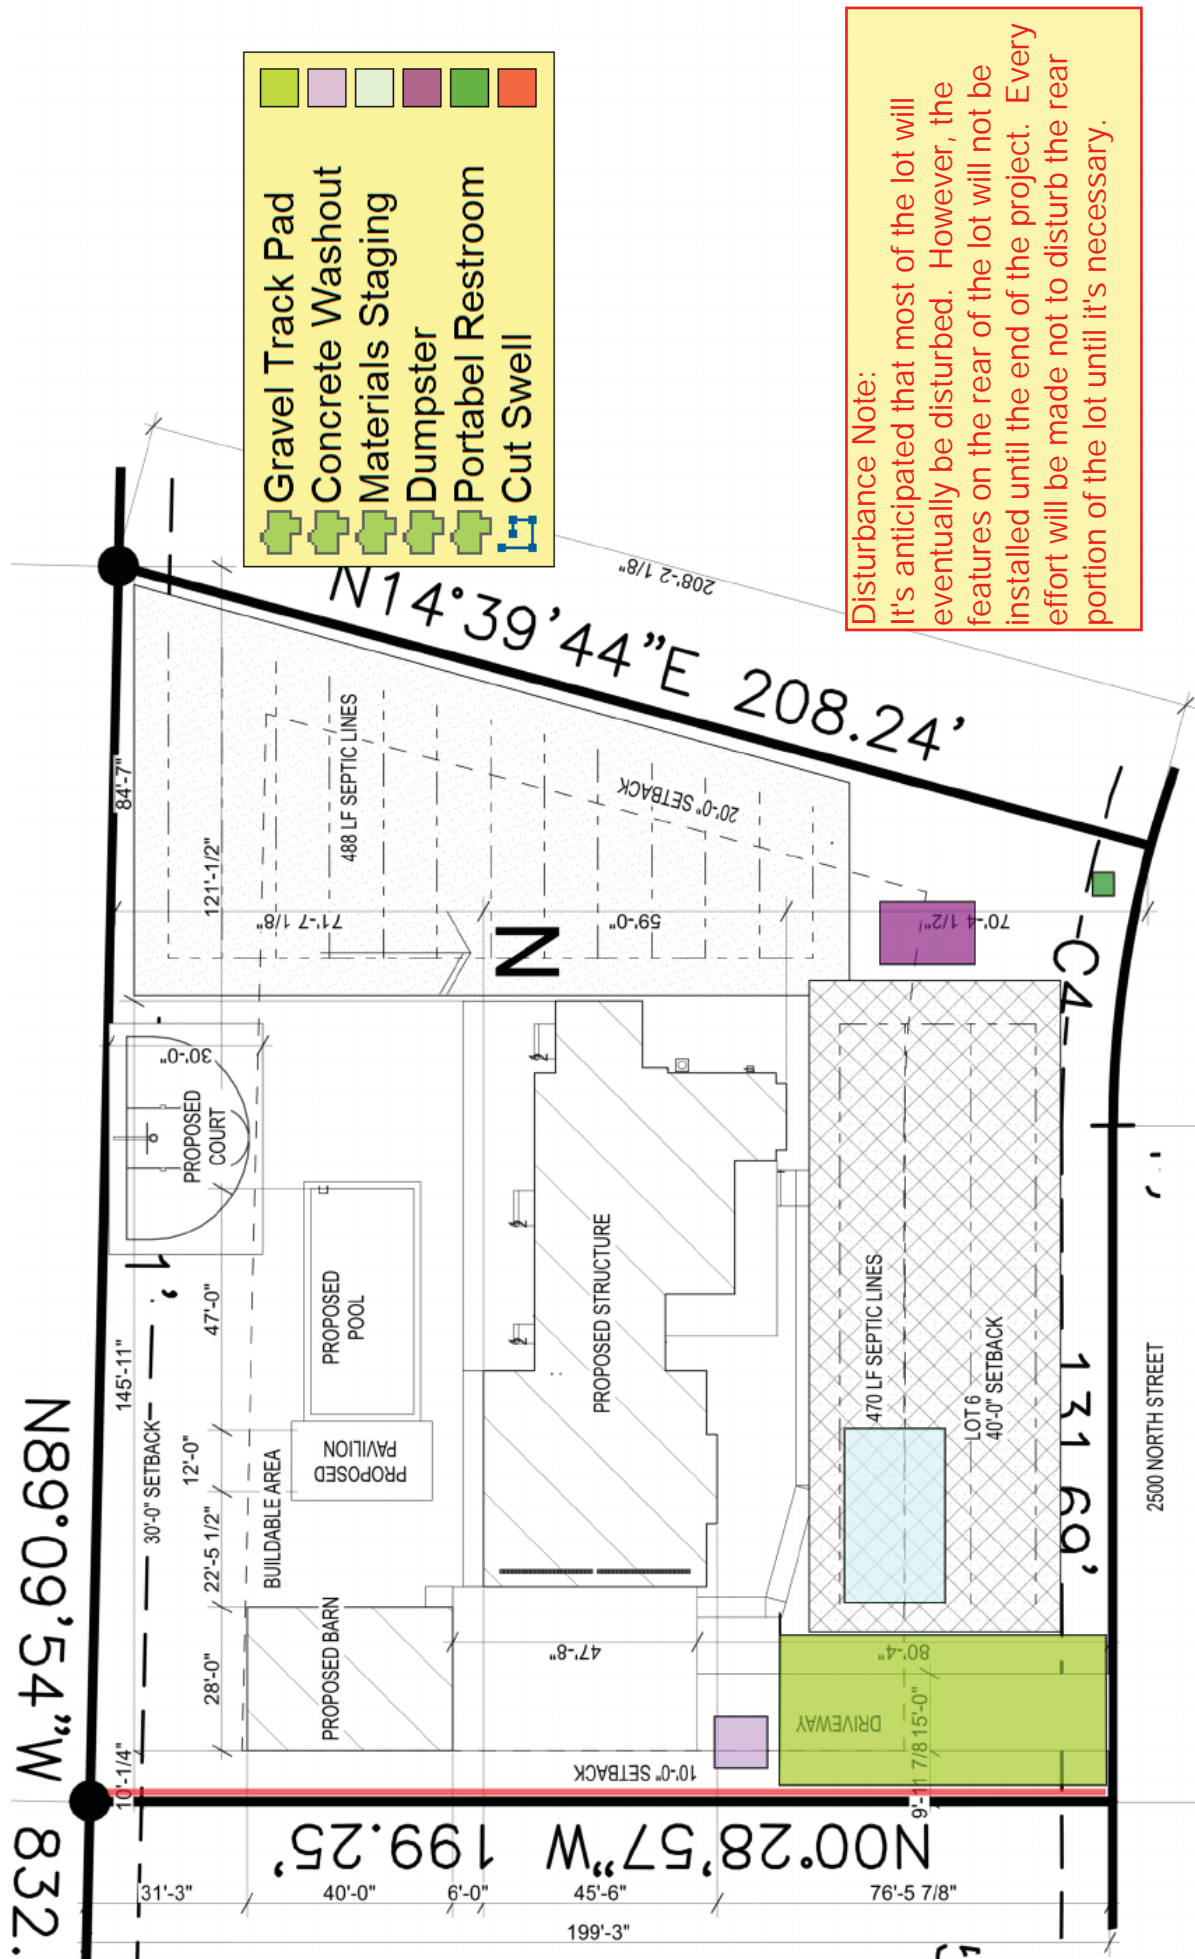 Gravel Track Pad
Concrete Washout
Materials Staging
Dumpster
Portabel Restroom
Cut Swell
Disturbance Note:
It's anticipated that most of the lot will
eventually be disturbed. However, the
features on the rear of the lot will not be
installed until the end of the project. Every
effort will be made not to disturb the rear
portion of the lot until it's necessary.
208'-2 1/8"
N14°39'44"E 208.24'
84'-7"
121'-1/2"
488 LF SEPTIC LINES
20'-0" SETBACK
71'-7 1/8"
59'-0"
70'-4 1/2"
N
C4
30'-0"
PROPOSED
COURT
1'
47'-0"
PROPOSED
POOL
PROPOSED STRUCTURE
470 LF SEPTIC LINES
LOT 6
40'-0" SETBACK
131.69'
2500 NORTH STREET
145'-11"
30'-0" SETBACK
12'-0"
PROPOSED
PAVILION
BUILDABLE AREA
22'-5 1/2"
28'-0"
PROPOSED BARN
47'-8"
80'-4"
DRIVEWAY
15'-0"
9'-11 7/8
10'-0" SETBACK
10'-1/4"
N89°09'54"W 832.
N00°28'57"W 199.25'
31'-3"
40'-0"
6'-0"
45'-6"
76'-5 7/8"
199'-3"